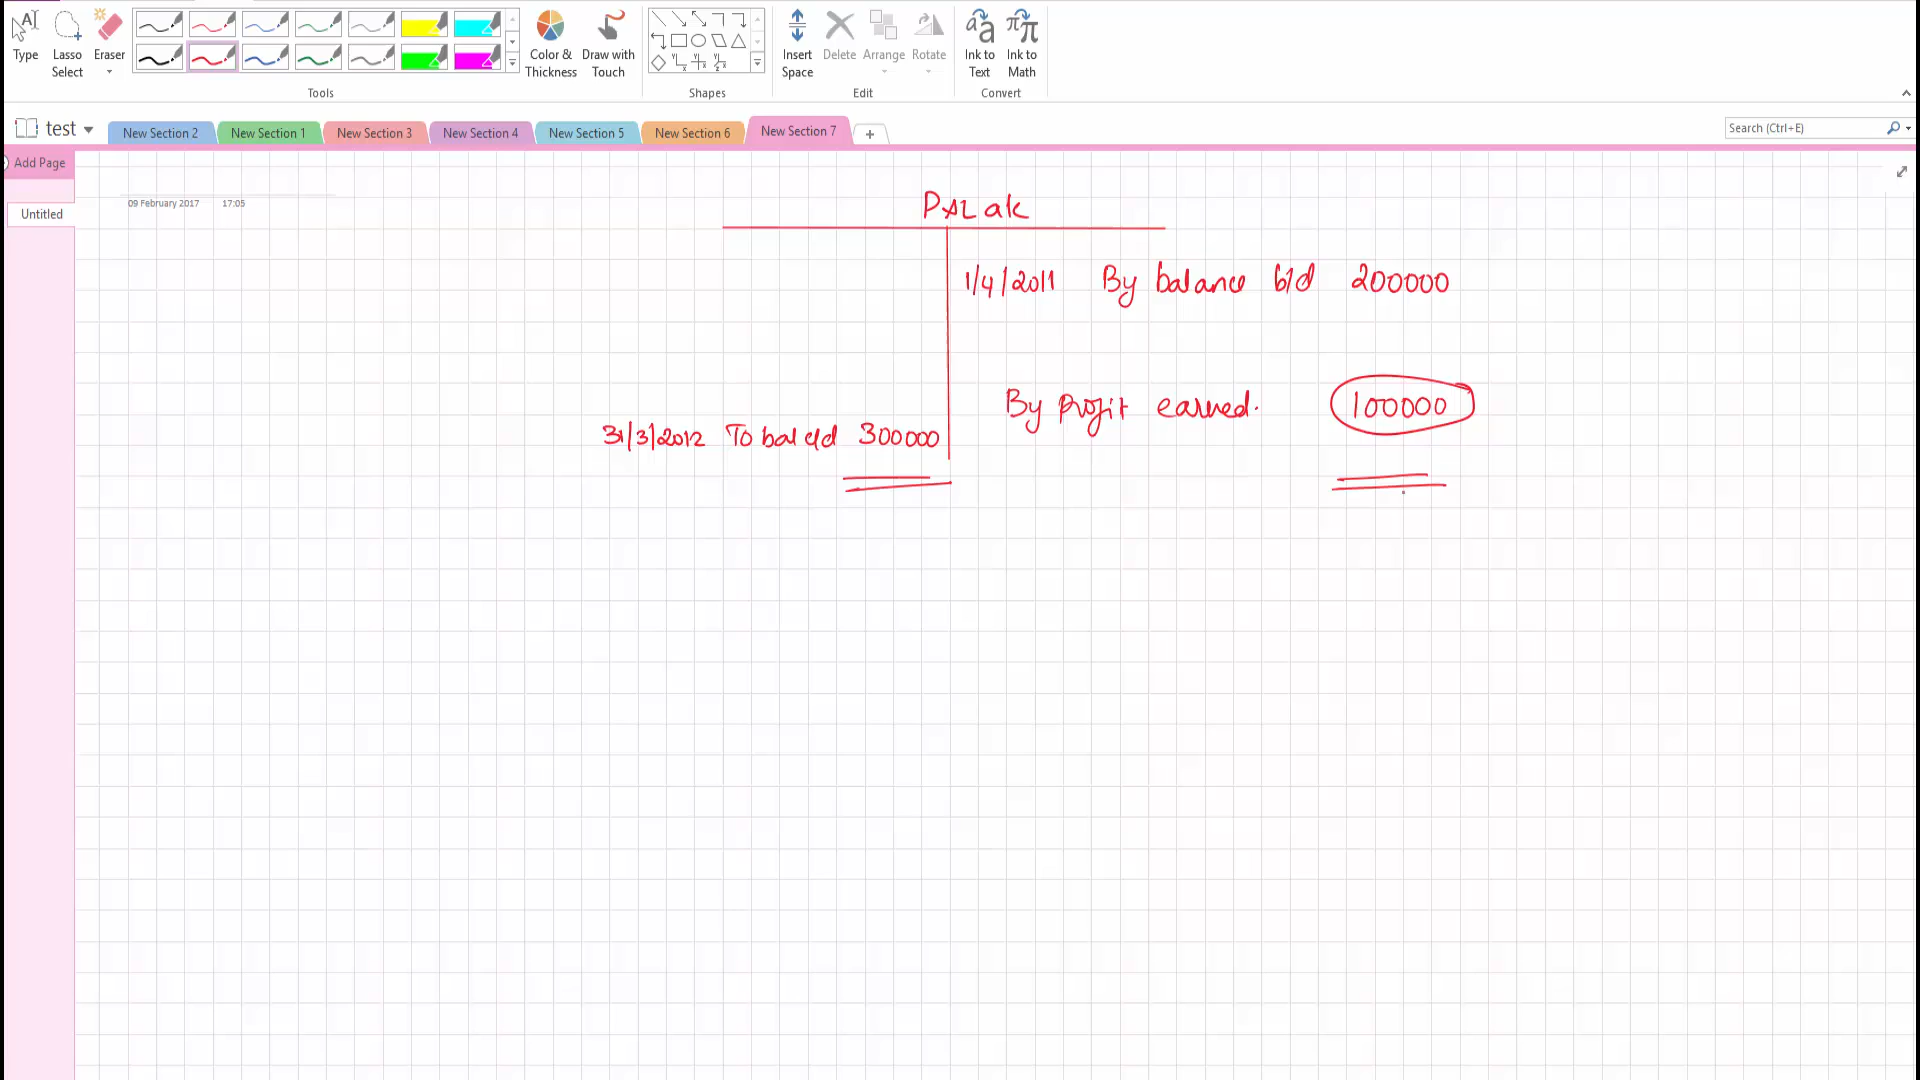 Type
Lasso Select
Eraser
Color & Thickness
Draw with Touch
Insert Space
Delete
Arrange
Rotate
Ink to Text
Ink to Math
Tools
Shapes
Edit
Convert
test
New Section 2
New Section 1
New Section 3
New Section 4
New Section 5
New Section 6
New Section 7
+
Search (Ctrl+E)
Add Page
Untitled
09 February 2017 17:05
PALak
1/4/2011 By balance b/d 200000
By profit earned. 100000
31/3/2012 To bal c/d 300000